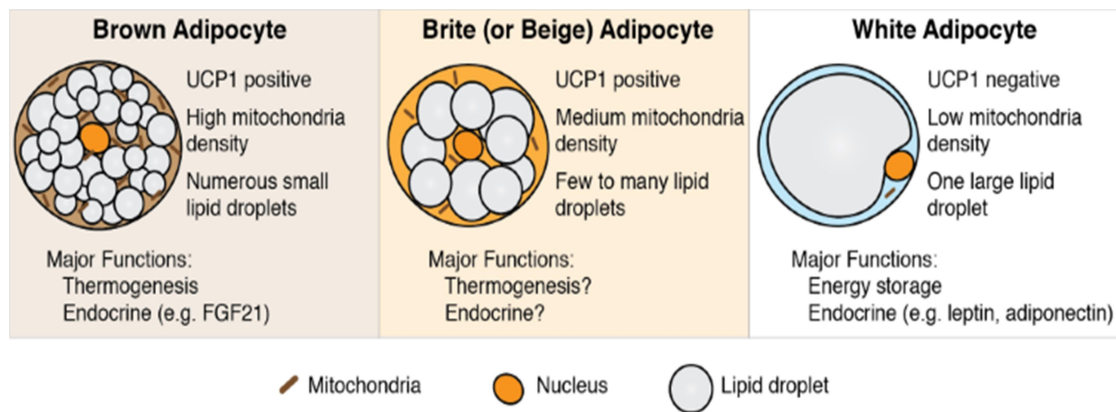 Brown Adipocyte
UCP1 positive
High mitochondria
density
Numerous small
lipid droplets
Major Functions:
Thermogenesis
Endocrine (e.g. FGF21)
Brite (or Beige) Adipocyte
UCP1 positive
Medium mitochondria
density
Few to many lipid
droplets
Major Functions:
Thermogenesis?
Endocrine?
White Adipocyte
UCP1 negative
Low mitochondria
density
One large lipid
droplet
Major Functions:
Energy storage
Endocrine (e.g. leptin, adiponectin)
Mitochondria
Nucleus
Lipid droplet